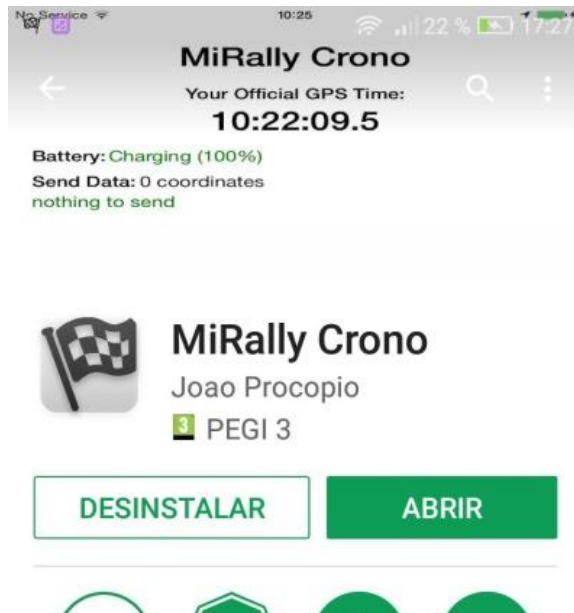 No Service 10:25 22 % 17:27
MiRally Crono
Your Official GPS Time:
10:22:09.5
Battery: Charging (100%)
Send Data: 0 coordinates
nothing to send
MiRally Crono
Joao Procopio
3 PEGI 3
DESINSTALAR ABRIR